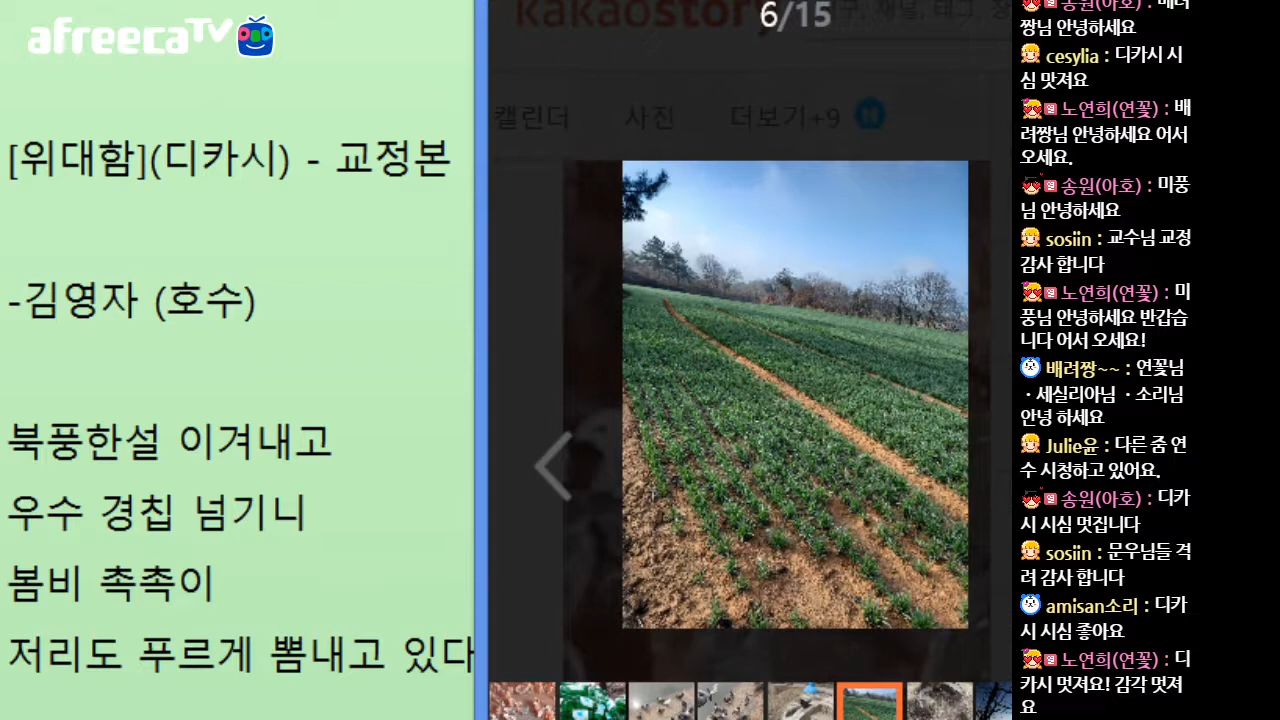 afreecaTV
[위대함](디카시) - 교정본
-김영자 (호수)
북풍한설 이겨내고
우수 경칩 넘기니
봄비 촉촉이
저리도 푸르게 뽐내고 있다
kakaostory
6/15
캘린더 사전 더보기+9
송원(아호) : 배려
짱님 안녕하세요
cesylia : 디카시 시
심 맛져요
노연희(연꽃) : 배
려짱님 안녕하세요 어서
오세요.
송원(아호) : 미풍
님 안녕하세요
sosiin : 교수님 교정
감사 합니다
노연희(연꽃) : 미
풍님 안녕하세요 반갑습
니다 어서 오세요!
배려짱~~ : 연꽃님
·세실리아님 ·소리님
안녕 하세요
Julie윤 : 다른 줌 연
수 시청하고 있어요.
송원(아호) : 디카
시 시심 멋집니다
sosiin : 문우님들 격
려 감사 합니다
amisan소리 : 디카
시 시심 좋아요
노연희(연꽃) : 디
카시 멋져요! 감각 멋져
요